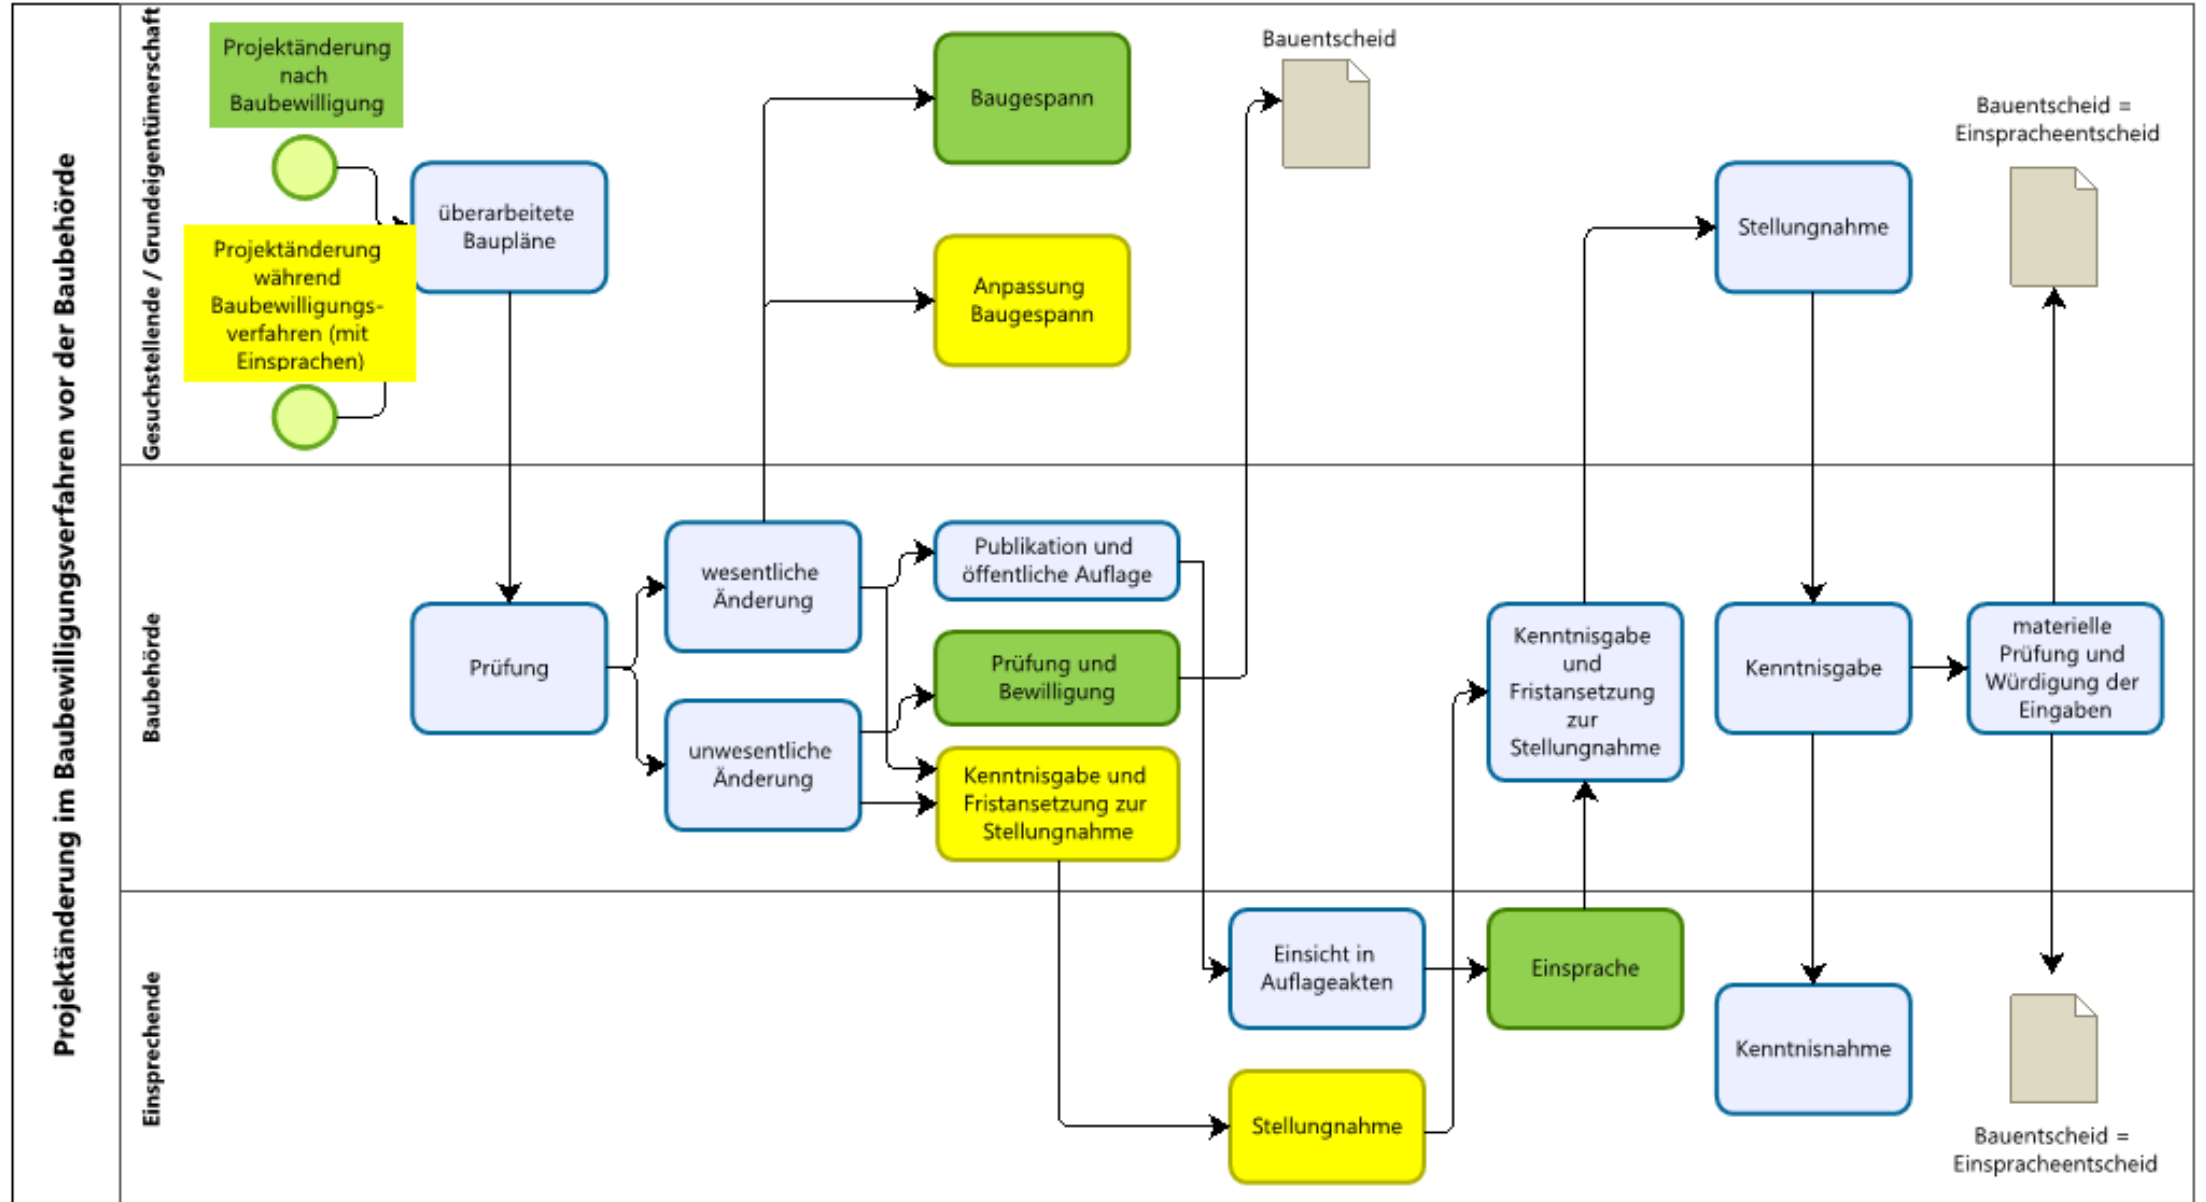 Projektänderung im Baubewilligungsverfahren vor der Baubehörde
Gesuchstellende / Grundeigentümerschaft
Projektänderung
nach
Baubewilligung
Projektänderung
während
Baubewilligungs-
verfahren (mit
Einsprachen)
überarbeitete
Baupläne
Baugespann
Anpassung
Baugespann
Bauentscheid
Stellungnahme
Bauentscheid =
Einspracheentscheid
Baubehörde
Prüfung
wesentliche
Änderung
unwesentliche
Änderung
Publikation und
öffentliche Auflage
Prüfung und
Bewilligung
Kenntnisgabe und
Fristansetzung zur
Stellungnahme
Kenntnisgabe
und
Fristansetzung
zur
Stellungnahme
Kenntnisgabe
materielle
Prüfung und
Würdigung der
Eingaben
Einsprechende
Einsicht in
Auflageakten
Einsprache
Stellungnahme
Kenntnisnahme
Bauentscheid =
Einspracheentscheid